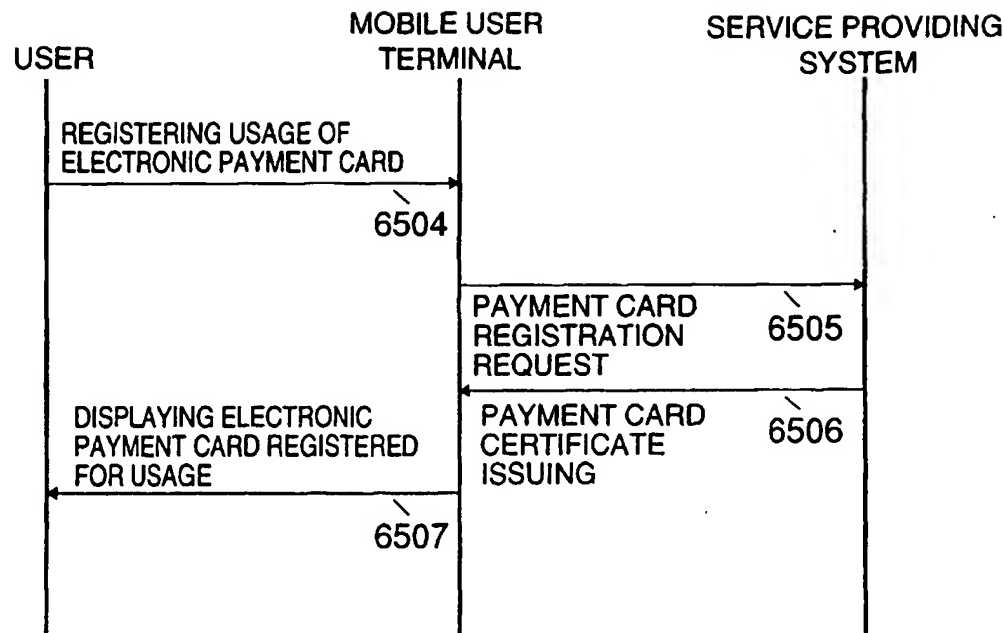 USER
MOBILE USER
TERMINAL
SERVICE PROVIDING
SYSTEM
REGISTERING USAGE OF
ELECTRONIC PAYMENT CARD
6504
PAYMENT CARD
REGISTRATION
REQUEST
6505
PAYMENT CARD
CERTIFICATE
ISSUING
6506
DISPLAYING ELECTRONIC
PAYMENT CARD REGISTERED
FOR USAGE
6507